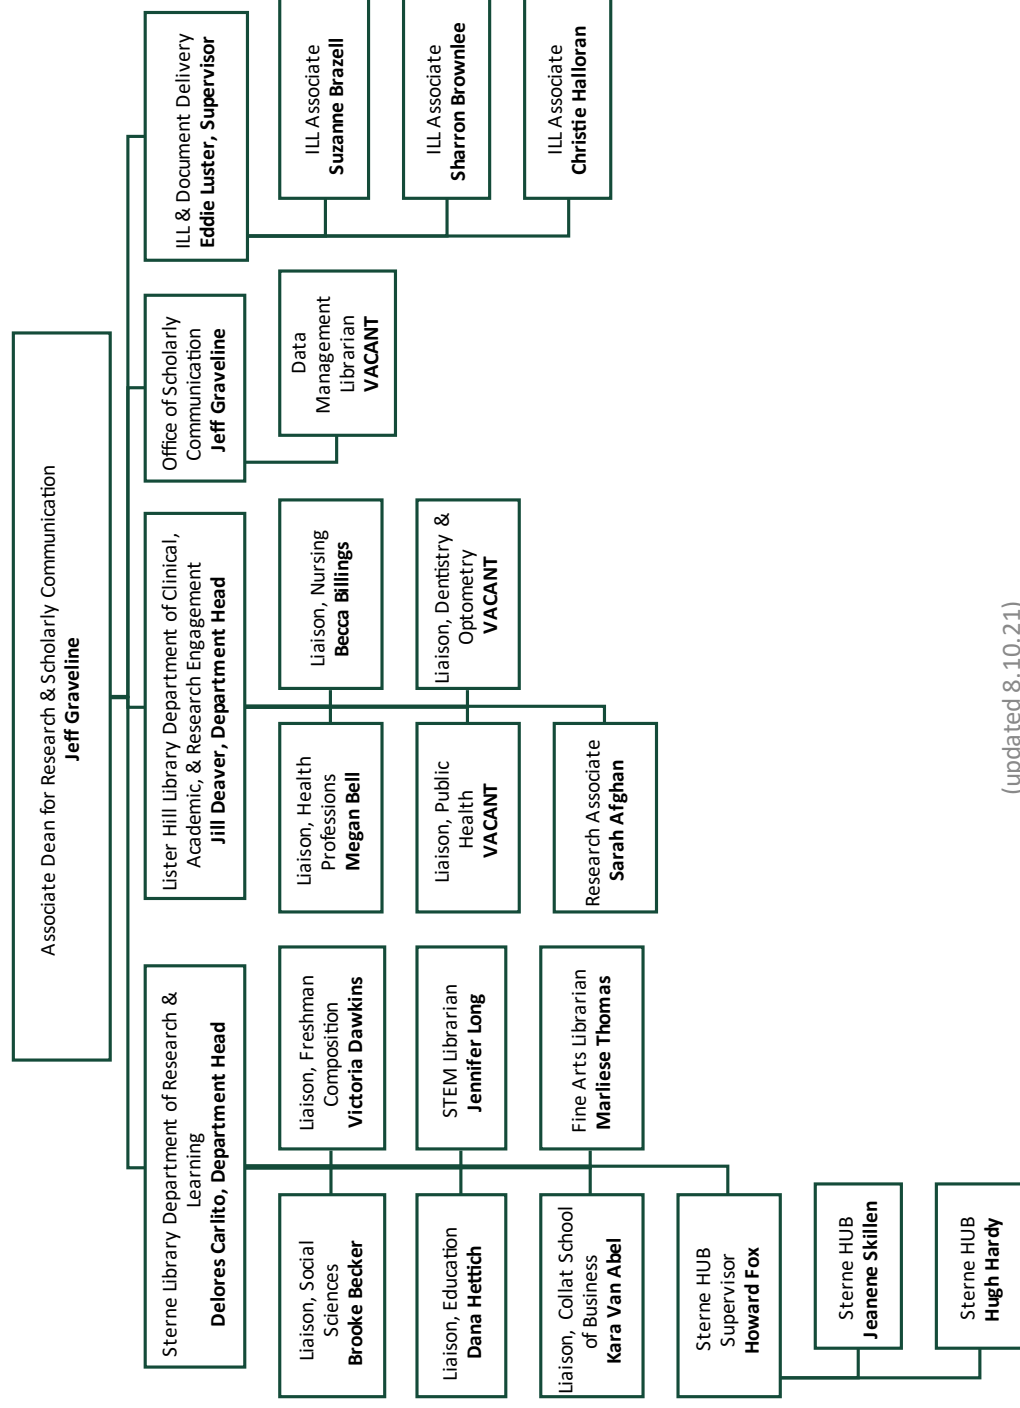 Associate Dean for Research & Scholarly Communication
Jeff Graveline
Sterne Library Department of Research &
Learning
Delores Carlito, Department Head
Liaison, Social
Sciences
Brooke Becker
Liaison, Freshman
Composition
Victoria Dawkins
Liaison, Education
Dana Hettich
STEM Librarian
Jennifer Long
Liaison, Collat School
of Business
Kara Van Abel
Fine Arts Librarian
Marliese Thomas
Sterne HUB
Supervisor
Howard Fox
Sterne HUB
Jeanene Skillen
Sterne HUB
Hugh Hardy
Lister Hill Library Department of Clinical,
Academic, & Research Engagement
Jill Deaver, Department Head
Liaison, Health
Professions
Megan Bell
Liaison, Nursing
Becca Billings
Liaison, Public
Health
VACANT
Liaison, Dentistry &
Optometry
VACANT
Research Associate
Sarah Afghan
Office of Scholarly
Communication
Jeff Graveline
Data
Management
Librarian
VACANT
ILL & Document Delivery
Eddie Luster, Supervisor
ILL Associate
Suzanne Brazell
ILL Associate
Sharron Brownlee
ILL Associate
Christie Halloran
(updated 8.10.21)